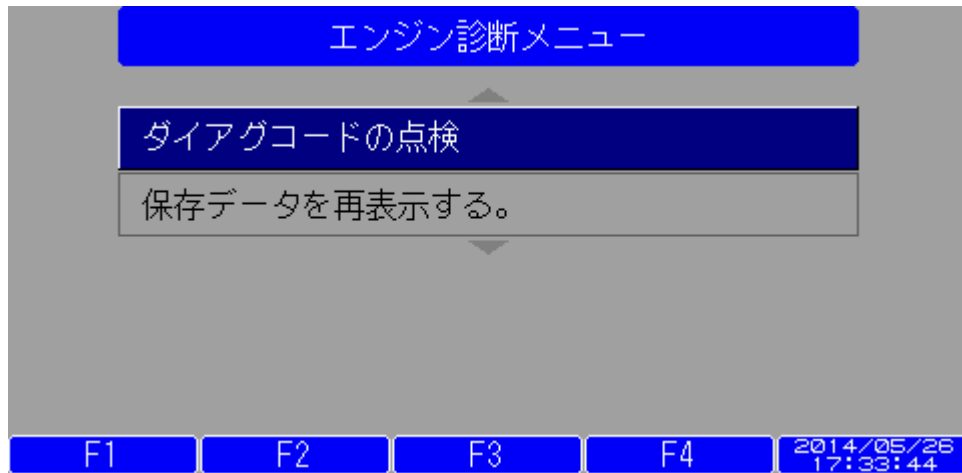 エンジン診断メニュー
ダイアグコードの点検
保存データを再表示する。
F1 F2 F3 F4 2014/05/26
17:33:44